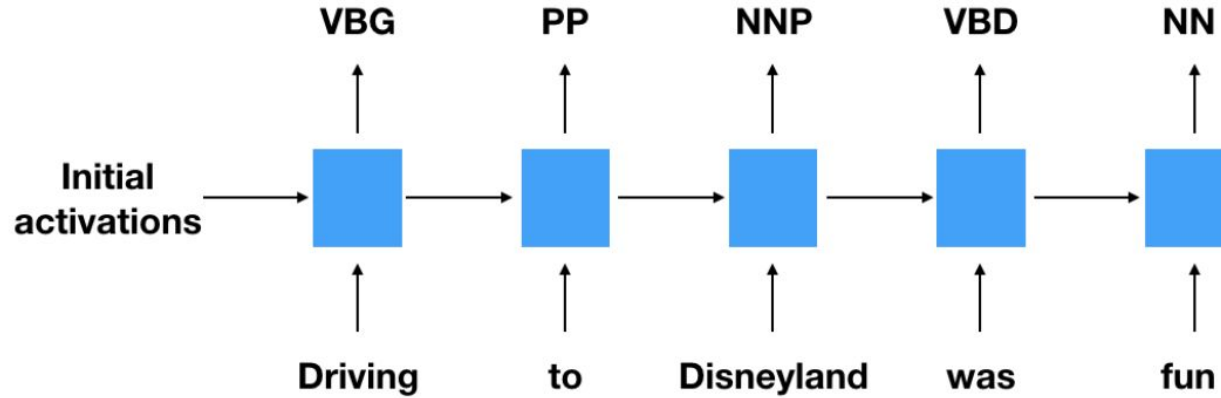 VBG PP NNP VBD NN
Initial
activations
Driving to Disneyland was fun